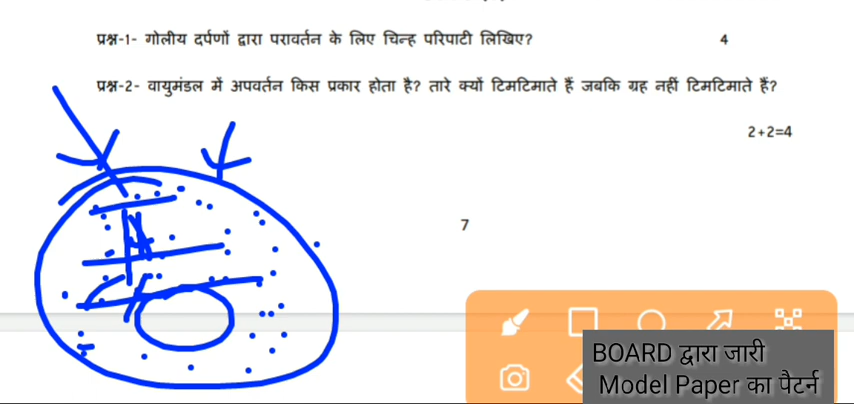 प्रश्न-1- गोलीय दर्पणों द्वारा परावर्तन के लिए चिन्ह परिपाटी लिखिए? 4
प्रश्न-2- वायुमंडल में अपवर्तन किस प्रकार होता है? तारे क्यों टिमटिमाते हैं जबकि ग्रह नहीं टिमटिमाते हैं?
2+2=4
7
BOARD द्वारा जारी
Model Paper का पैटर्न